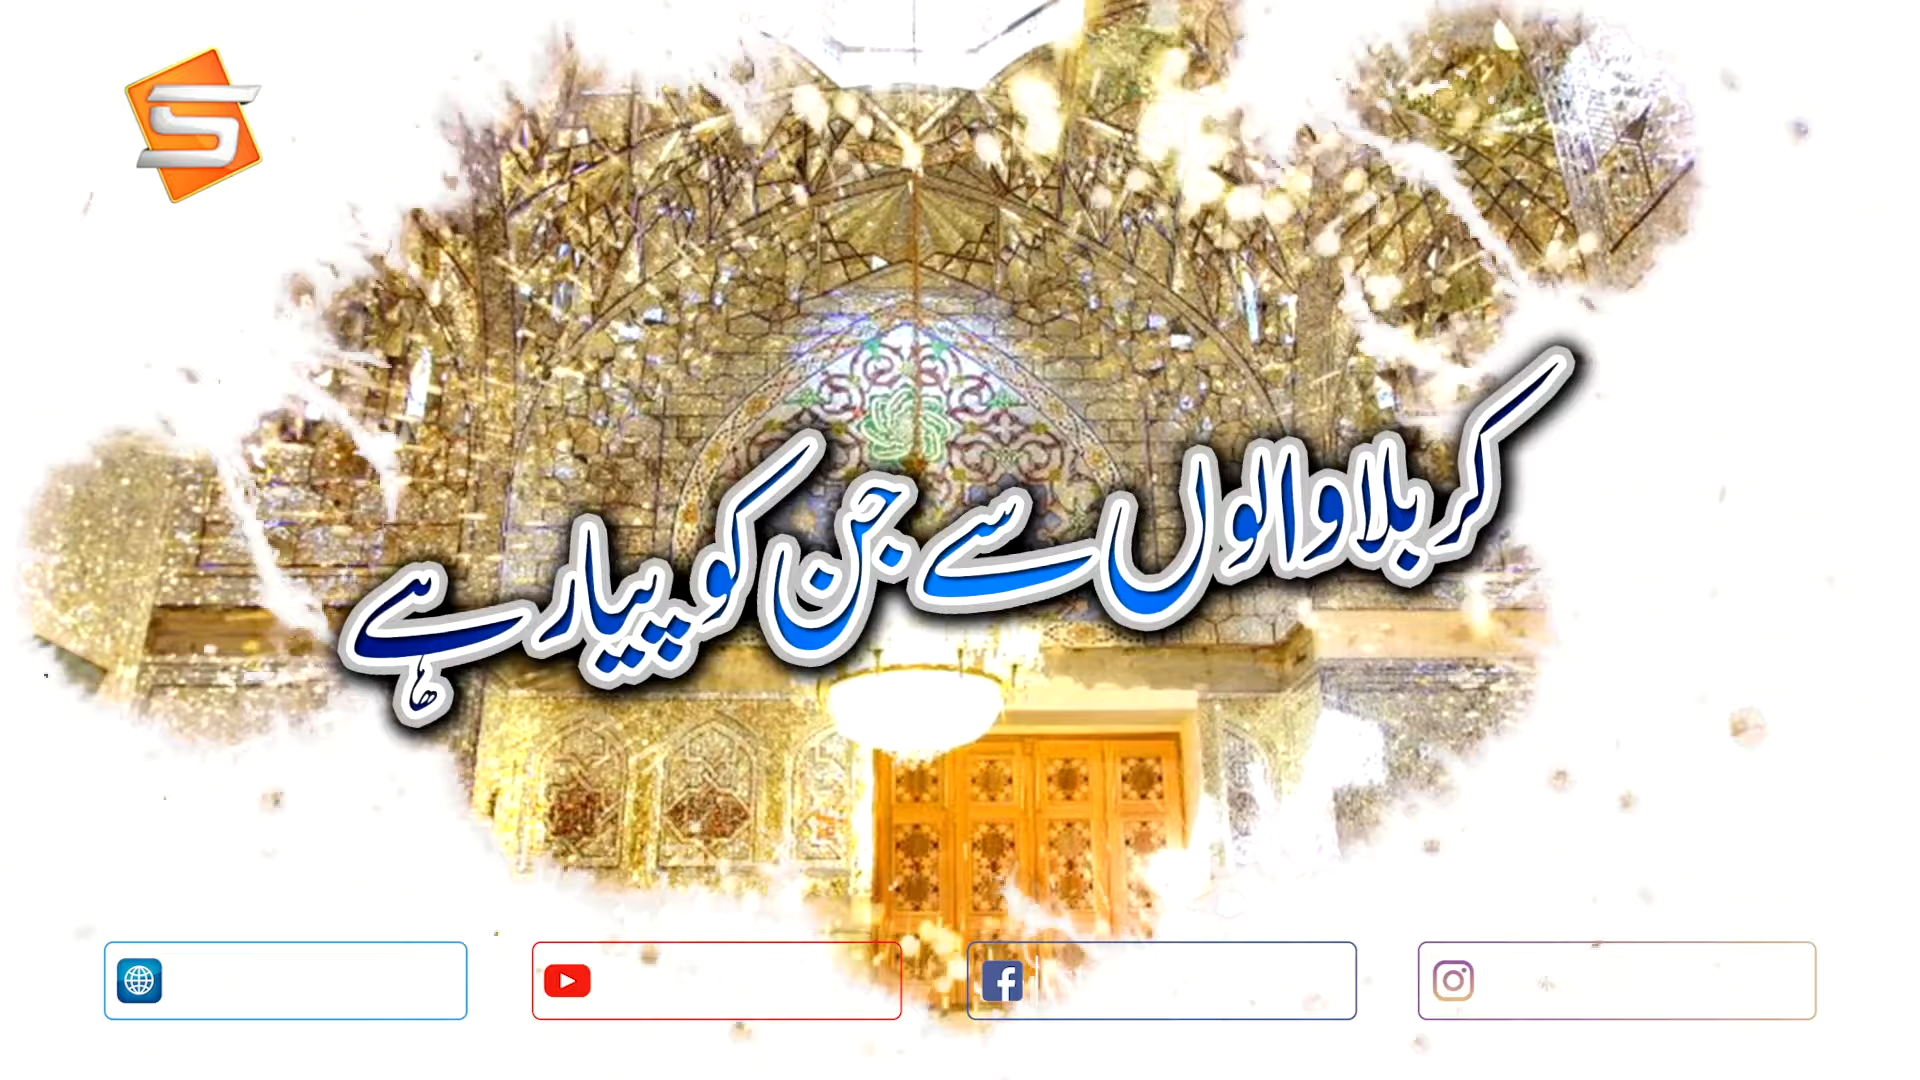 S
کربلا والوں سے جن کو پیار ہے